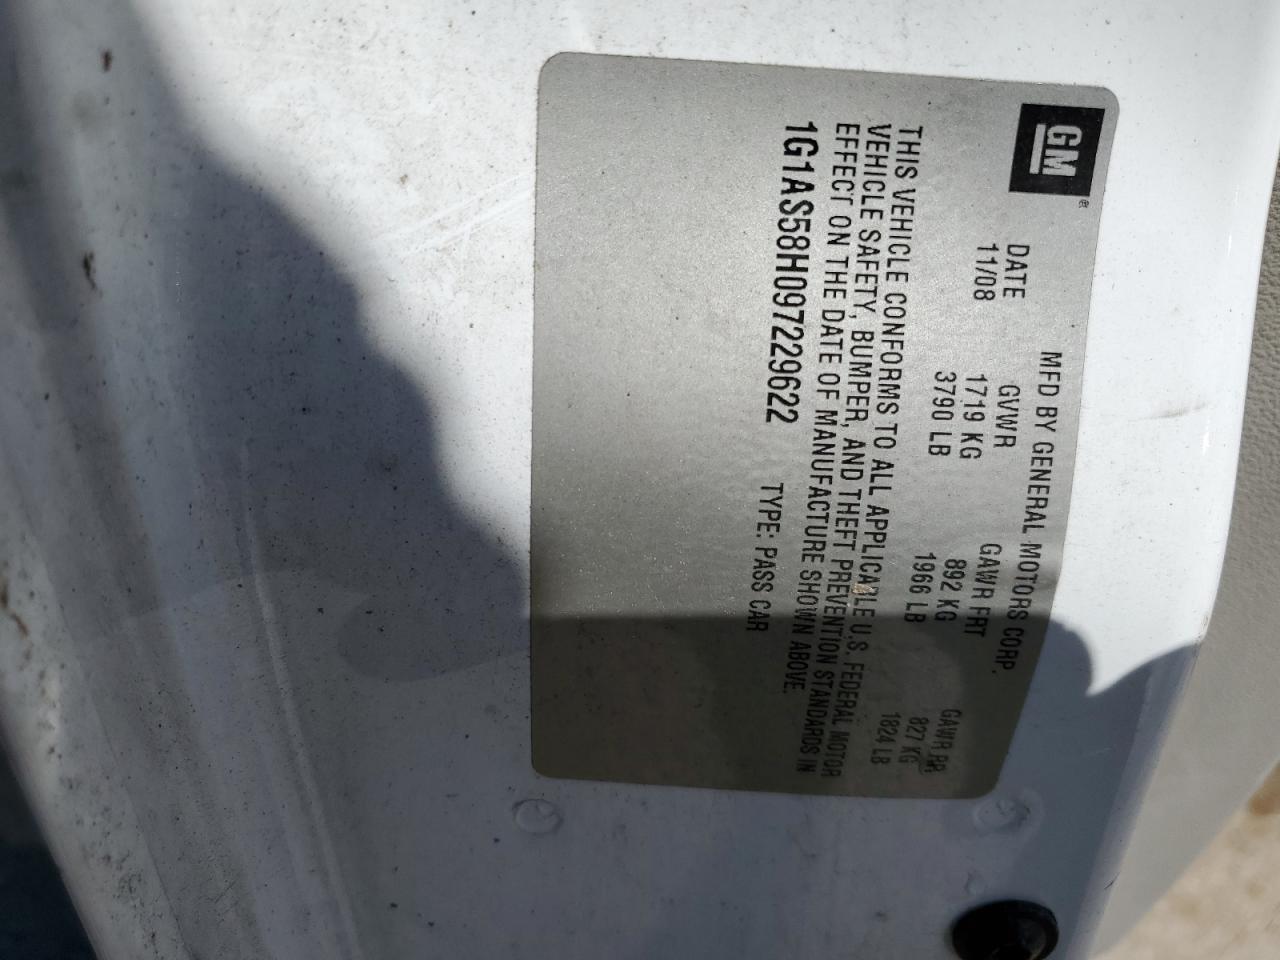 GM
MFD BY GENERAL MOTORS CORP.
DATE GVWR GAWR FRT GAWR RR
11/08 1719 KG 892 KG 827 KG
3790 LB 1966 LB 1824 LB
THIS VEHICLE CONFORMS TO ALL APPLICABLE U.S. FEDERAL MOTOR
VEHICLE SAFETY, BUMPER, AND THEFT PREVENTION STANDARDS IN
EFFECT ON THE DATE OF MANUFACTURE SHOWN ABOVE.
1G1AS58H097229622 TYPE: PASS CAR